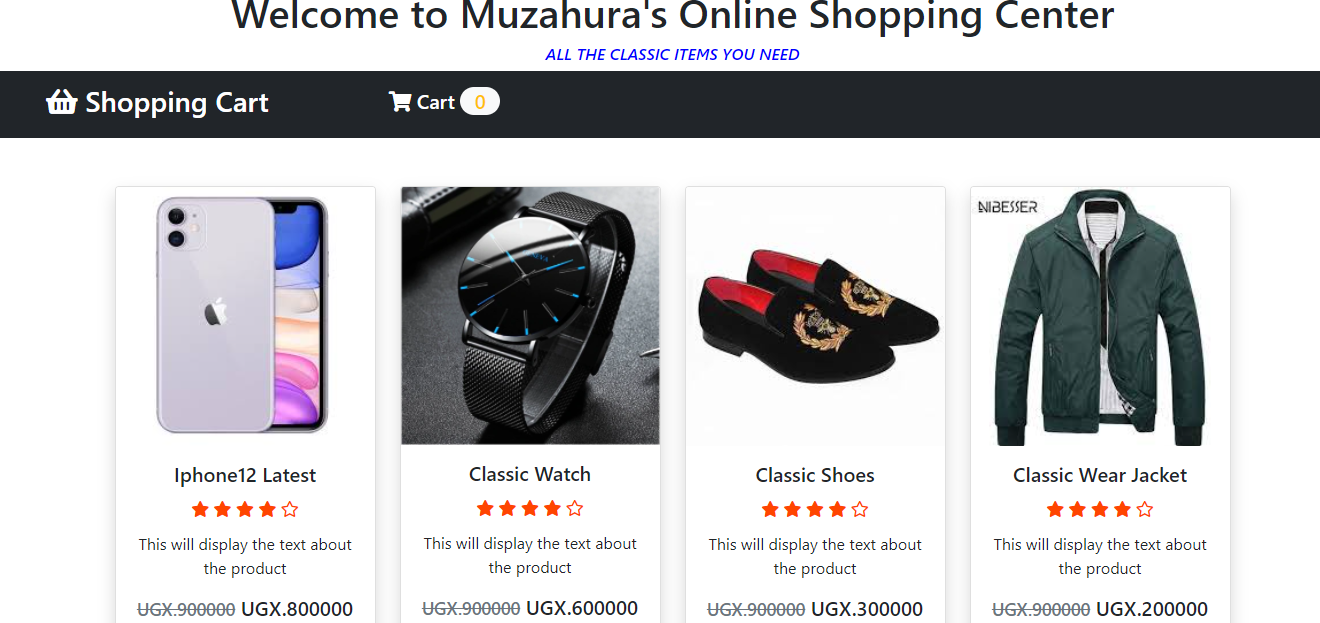 Welcome to Muzahura's Online Shopping Center
ALL THE CLASSIC ITEMS YOU NEED
Shopping Cart
Cart 0
NIBESSER
Iphone12 Latest
This will display the text about
the product
UGX.900000 UGX.800000
Classic Watch
This will display the text about
the product
UGX.900000 UGX.600000
Classic Shoes
This will display the text about
the product
UGX.900000 UGX.300000
Classic Wear Jacket
This will display the text about
the product
UGX.900000 UGX.200000